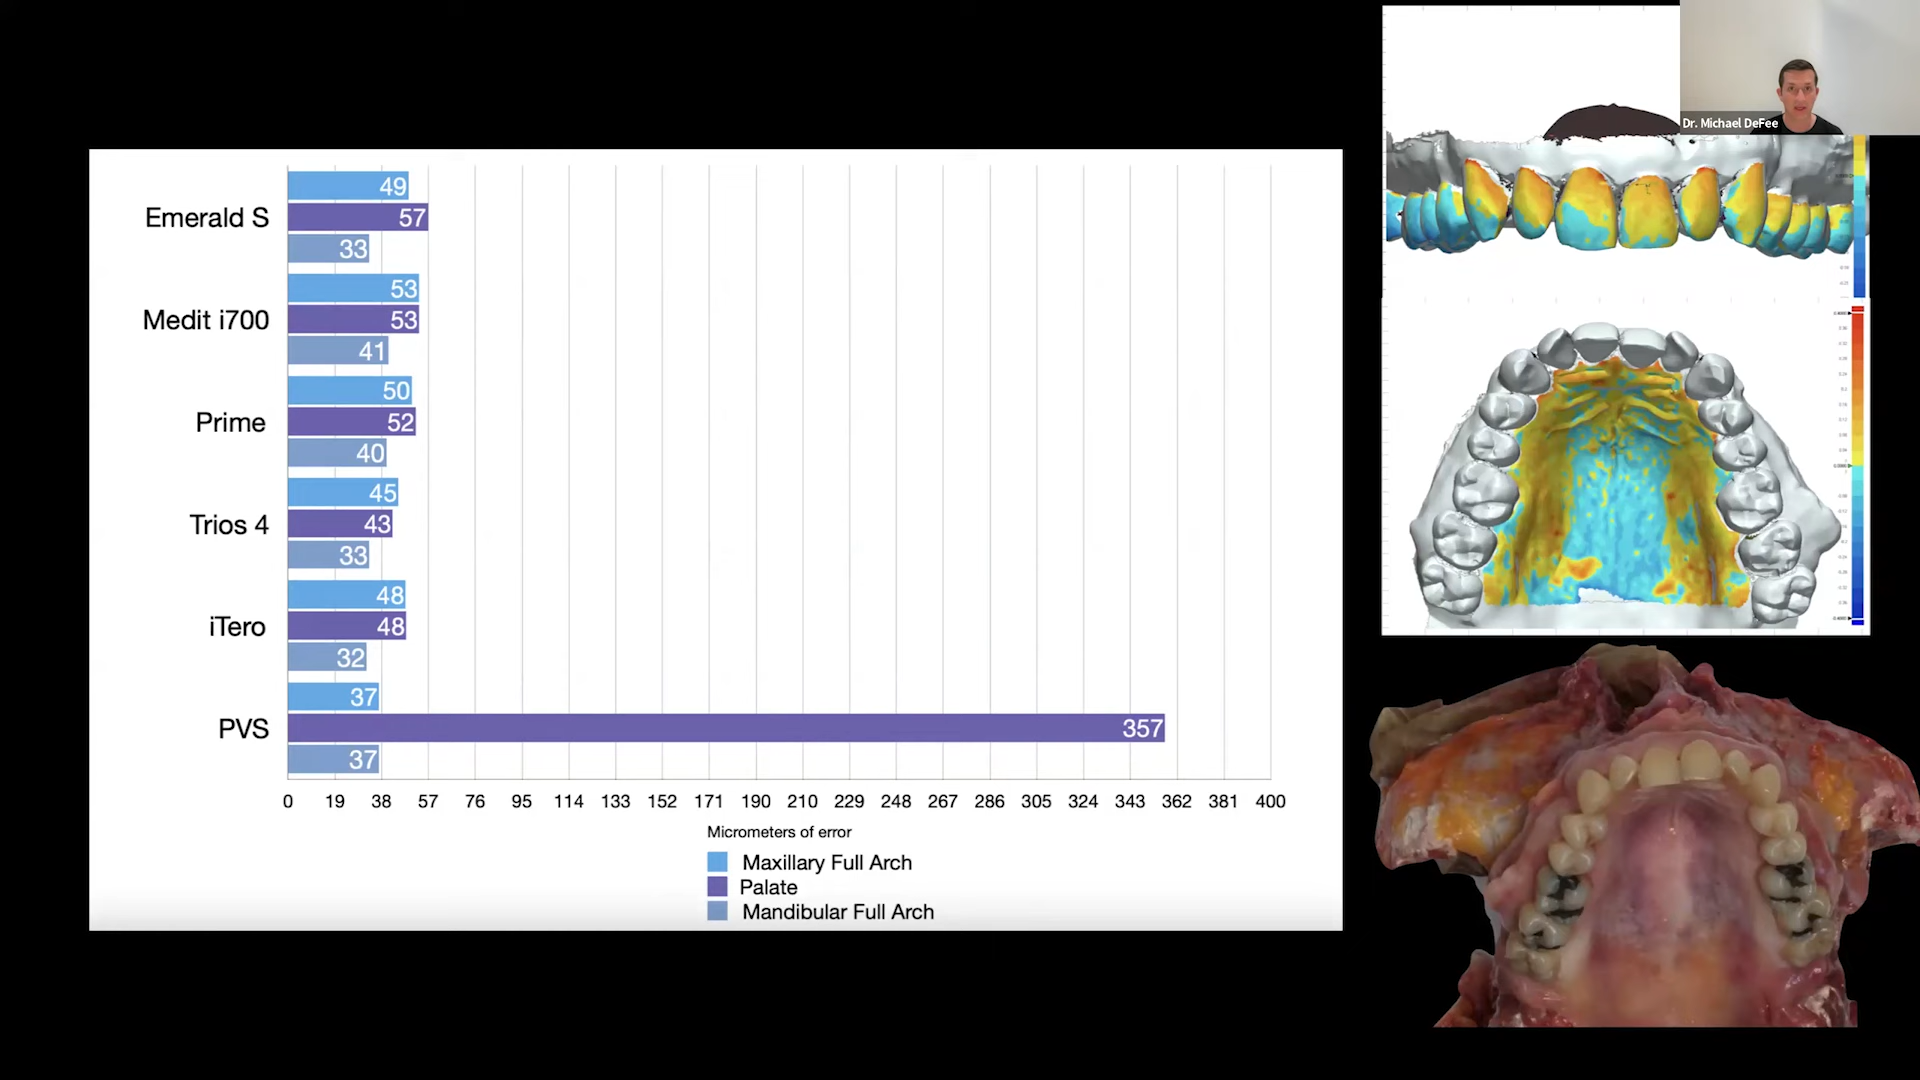 Dr. Michael DeFee
Emerald S
49
57
33
Medit i700
53
53
41
Prime
50
52
40
Trios 4
45
43
33
iTero
48
48
32
PVS
37
357
37
0 19 38 57 76 95 114 133 152 171 190 210 229 248 267 286 305 324 343 362 381 400
Micrometers of error
Maxillary Full Arch
Palate
Mandibular Full Arch